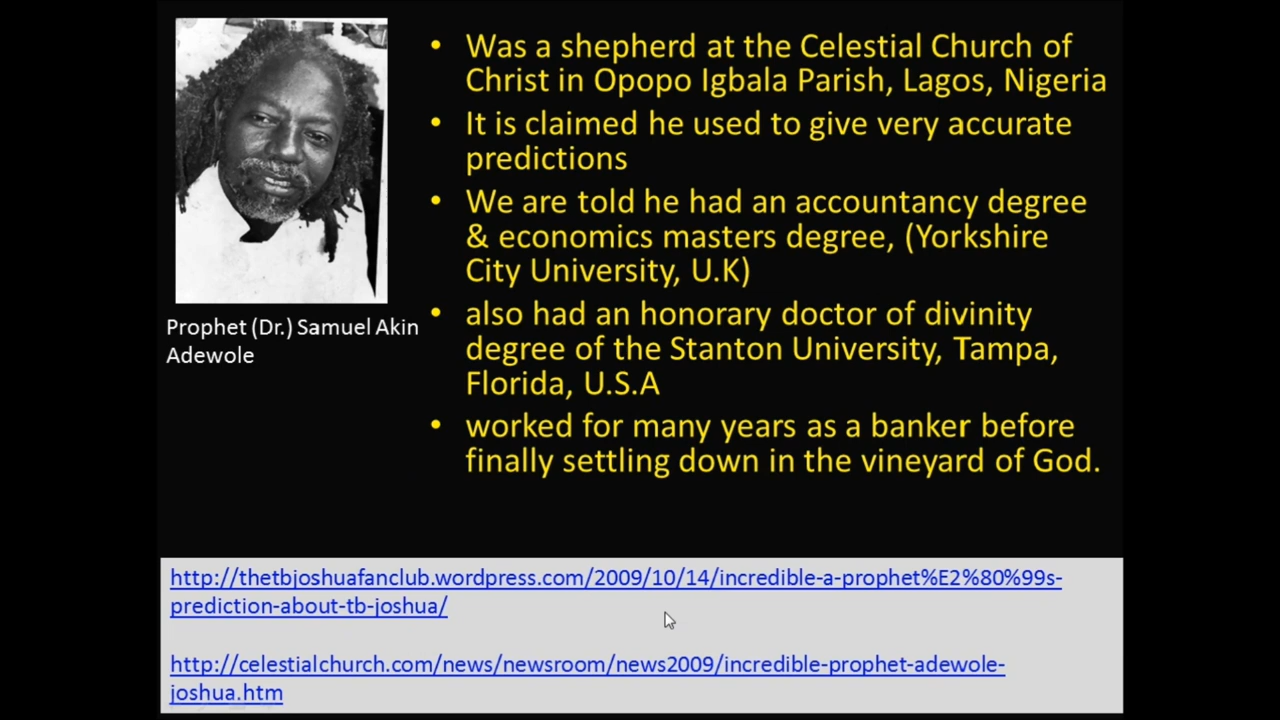 • Was a shepherd at the Celestial Church of
Christ in Opopo Igbala Parish, Lagos, Nigeria
• It is claimed he used to give very accurate
predictions
• We are told he had an accountancy degree
& economics masters degree, (Yorkshire
City University, U.K)
• also had an honorary doctor of divinity
degree of the Stanton University, Tampa,
Florida, U.S.A
• worked for many years as a banker before
finally settling down in the vineyard of God.
Prophet (Dr.) Samuel Akin
Adewole
http://thetbjoshuafanclub.wordpress.com/2009/10/14/incredible-a-prophet%E2%80%99s-
prediction-about-tb-joshua/
http://celestialchurch.com/news/newsroom/news2009/incredible-prophet-adewole-
joshua.htm